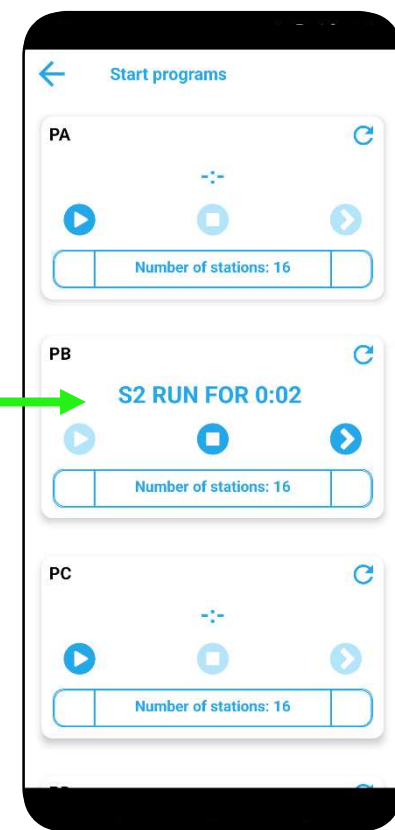 Start programs
PA
-:-
Number of stations: 16
PB
S2 RUN FOR 0:02
Number of stations: 16
PC
-:-
Number of stations: 16